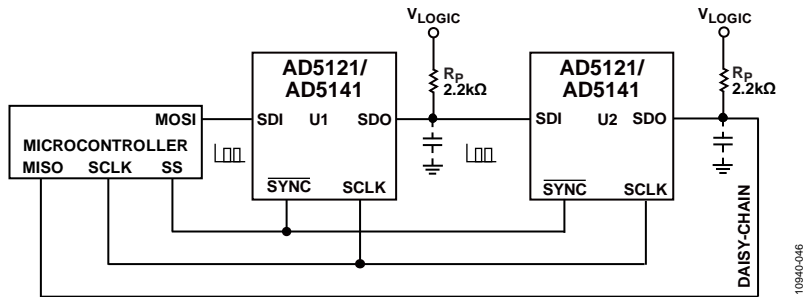 VLOGIC
VLOGIC
AD5121/
AD5141
RP
2.2kΩ
AD5121/
AD5141
RP
2.2kΩ
MOSI
SDI U1 SDO
SDI U2 SDO
MICROCONTROLLER
MISO SCLK SS
SYNC SCLK
SYNC SCLK
DAISY-CHAIN
10940-046